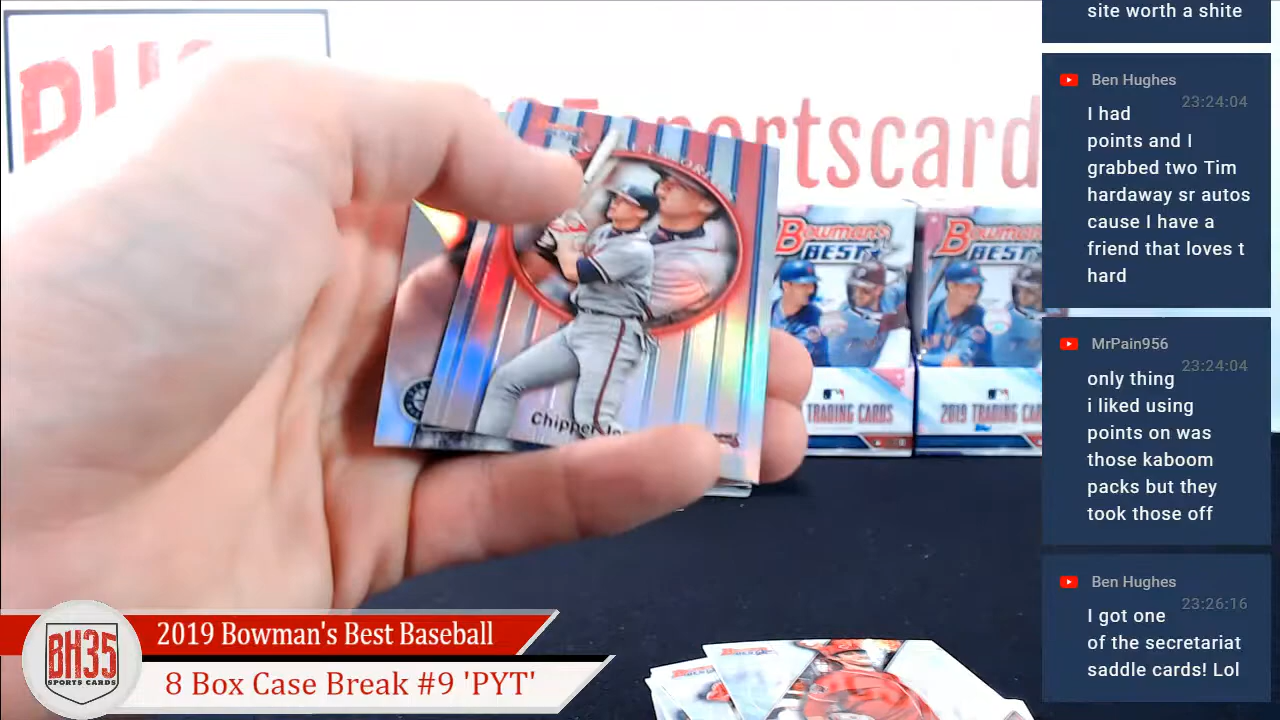 site worth a shite
Ben Hughes
23:24:04
I had
points and I
grabbed two Tim
hardaway sr autos
cause I have a
friend that loves t
hard
MrPain956
23:24:04
only thing
i liked using
points on was
those kaboom
packs but they
took those off
Ben Hughes
23:26:16
I got one
of the secretariat
saddle cards! Lol
portscard
Bowman's
BEST
TRADING CARDS
Bowman's
BEST
2019 TRADING CA
Chipper Jo
BH35
SPORTS CARDS
2019 Bowman's Best Baseball
8 Box Case Break #9 'PYT'